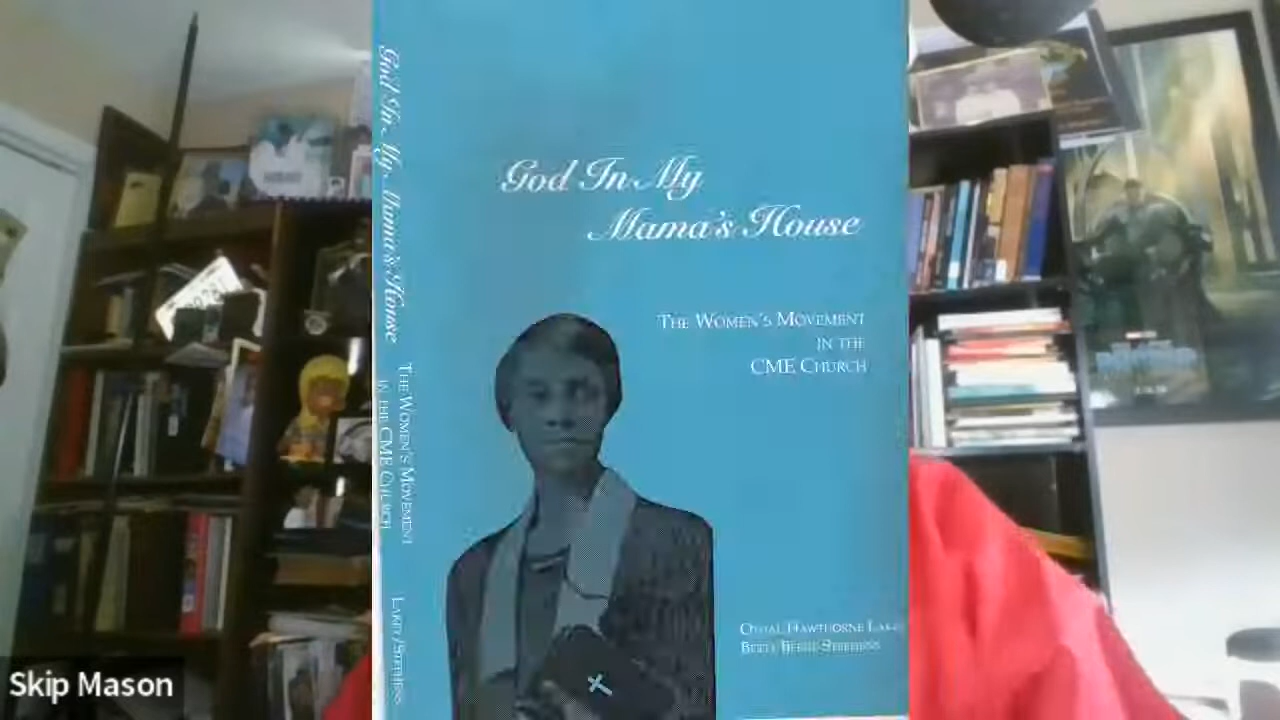 God In My
Mama's House
THE WOMEN'S MOVEMENT
IN THE
CME CHURCH
God In My Mama's House
THE WOMEN'S MOVEMENT
IN THE CME CHURCH
Skip Mason